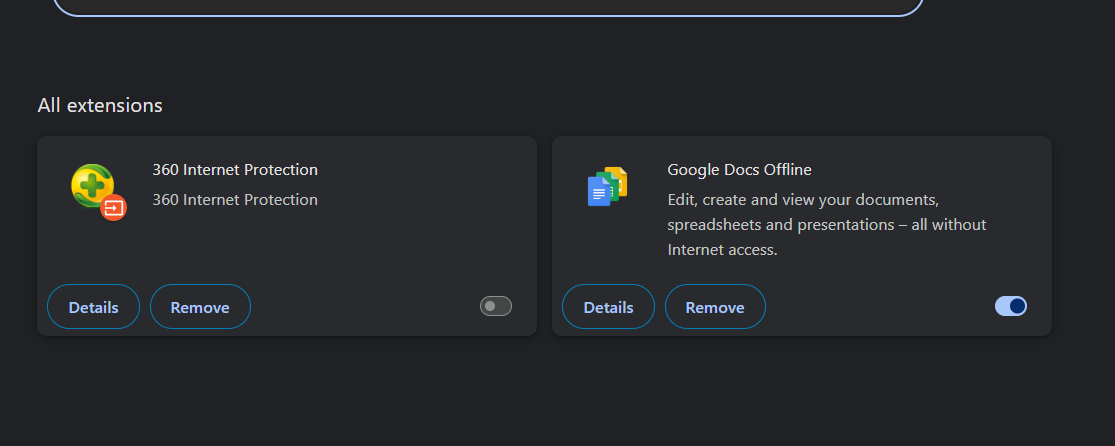 All extensions
360 Internet Protection
360 Internet Protection
Details
Remove
Google Docs Offline
Edit, create and view your documents,
spreadsheets and presentations – all without
Internet access.
Details
Remove